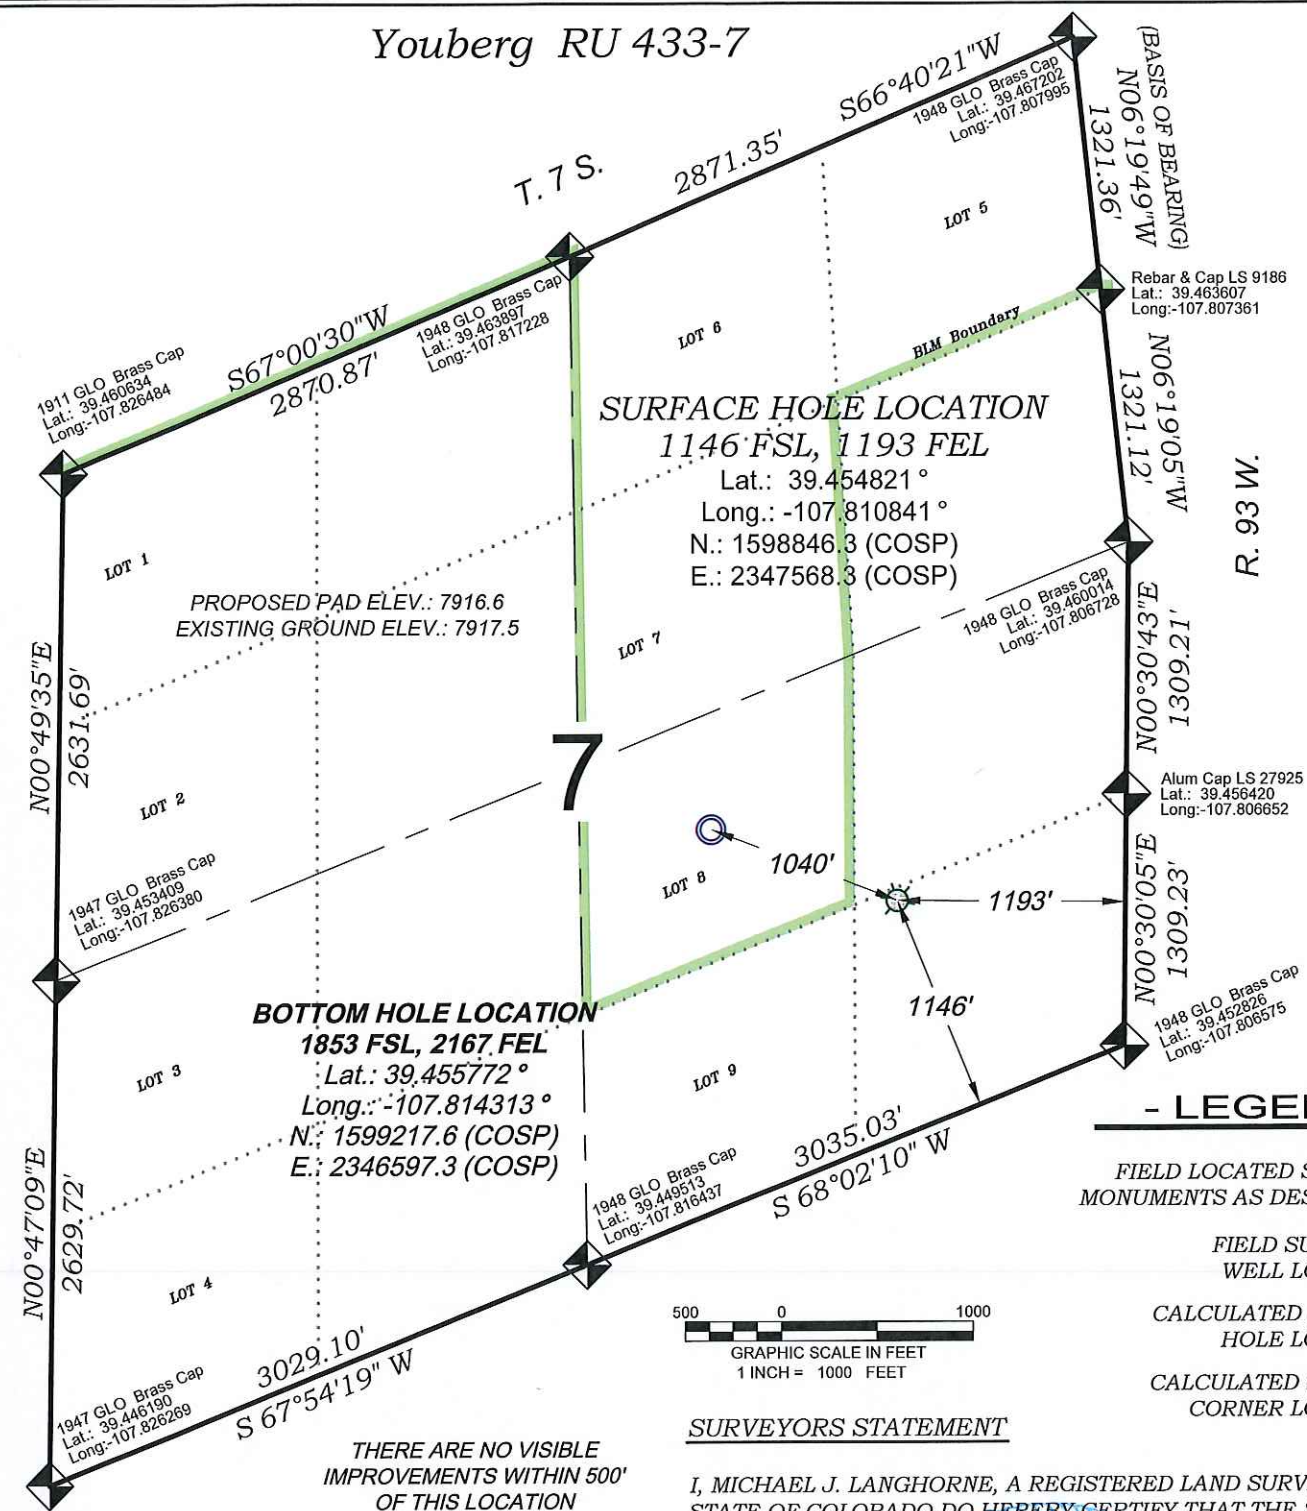 Youberg RU 433-7
T. 7 S.
S66°40'21"W
2871.35'
1948 GLO Brass Cap
Lat.: 39.467202
Long:-107.807995
(BASIS OF BEARING)
N06°19'49"W
1321.36'
LOT 5
Rebar & Cap LS 9186
Lat.: 39.463607
Long:-107.807361
S67°00'30"W
2870.87'
1948 GLO Brass Cap
Lat.: 39.463897
Long:-107.817228
1911 GLO Brass Cap
Lat.: 39.460634
Long:-107.826484
LOT 6
BLM Boundary
N06°19'05"W
1321.12'
R. 93 W.
SURFACE HOLE LOCATION
1146 FSL, 1193 FEL
Lat.: 39.454821°
Long.: -107.810841°
N.: 1598846.3 (COSP)
E.: 2347568.3 (COSP)
LOT 1
PROPOSED PAD ELEV.: 7916.6
EXISTING GROUND ELEV.: 7917.5
LOT 7
1948 GLO Brass Cap
Lat.: 39.460014
Long:-107.806728
N00°30'43"E
1309.21'
N00°49'35"E
2631.69'
7
LOT 2
Alum Cap LS 27925
Lat.: 39.456420
Long:-107.806652
1040'
LOT 8
1193'
N00°30'05"E
1309.23'
1947 GLO Brass Cap
Lat.: 39.453409
Long:-107.826380
1146'
1948 GLO Brass Cap
Lat.: 39.452826
Long:-107.806575
BOTTOM HOLE LOCATION
1853 FSL, 2167 FEL
Lat.: 39.455772°
Long.: -107.814313°
N.: 1599217.6 (COSP)
E.: 2346597.3 (COSP)
LOT 3
LOT 9
3035.03'
S 68°02'10" W
1948 GLO Brass Cap
Lat.: 39.449513
Long:-107.816437
N00°47'09"E
2629.72'
LOT 4
3029.10'
S 67°54'19" W
1947 GLO Brass Cap
Lat.: 39.446190
Long:-107.826269
- LEGE
FIELD LOCATED S
MONUMENTS AS DES
FIELD SU
WELL LO
CALCULATED
HOLE LO
CALCULATED
CORNER LO
500 0 1000
GRAPHIC SCALE IN FEET
1 INCH = 1000 FEET
THERE ARE NO VISIBLE
IMPROVEMENTS WITHIN 500'
OF THIS LOCATION
SURVEYORS STATEMENT
I, MICHAEL J. LANGHORNE, A REGISTERED LAND SURV
STATE OF COLORADO DO HEREBY CERTIFY THAT THE